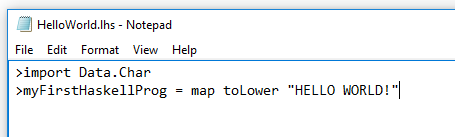 HelloWorld.lhs - Notepad
File Edit Format View Help
>import Data.Char
>myFirstHaskellProg = map toLower "HELLO WORLD!"